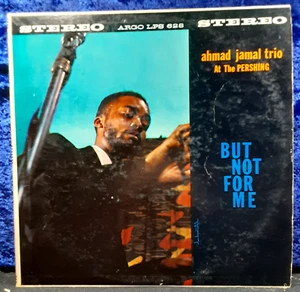 STEREO ARGO LPS 628 STEREO
ahmad jamal trio
At The PERSHING
BUT
NOT
FOR
ME